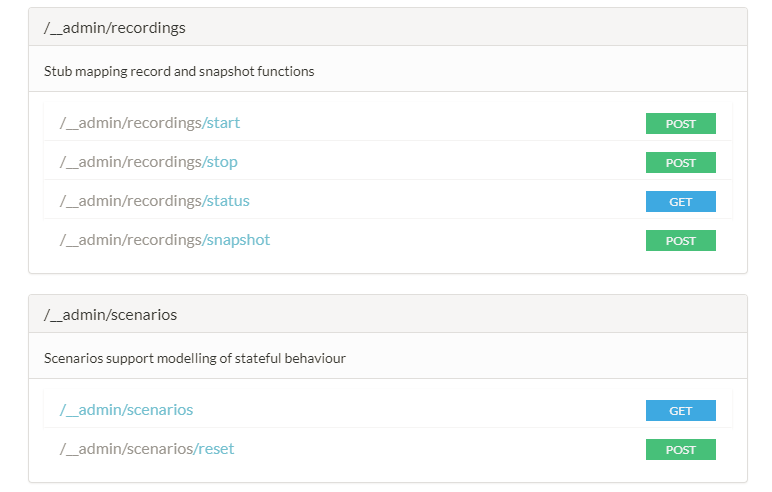 /__admin/recordings
Stub mapping record and snapshot functions
/__admin/recordings/start POST
/__admin/recordings/stop POST
/__admin/recordings/status GET
/__admin/recordings/snapshot POST
/__admin/scenarios
Scenarios support modelling of stateful behaviour
/__admin/scenarios GET
/__admin/scenarios/reset POST